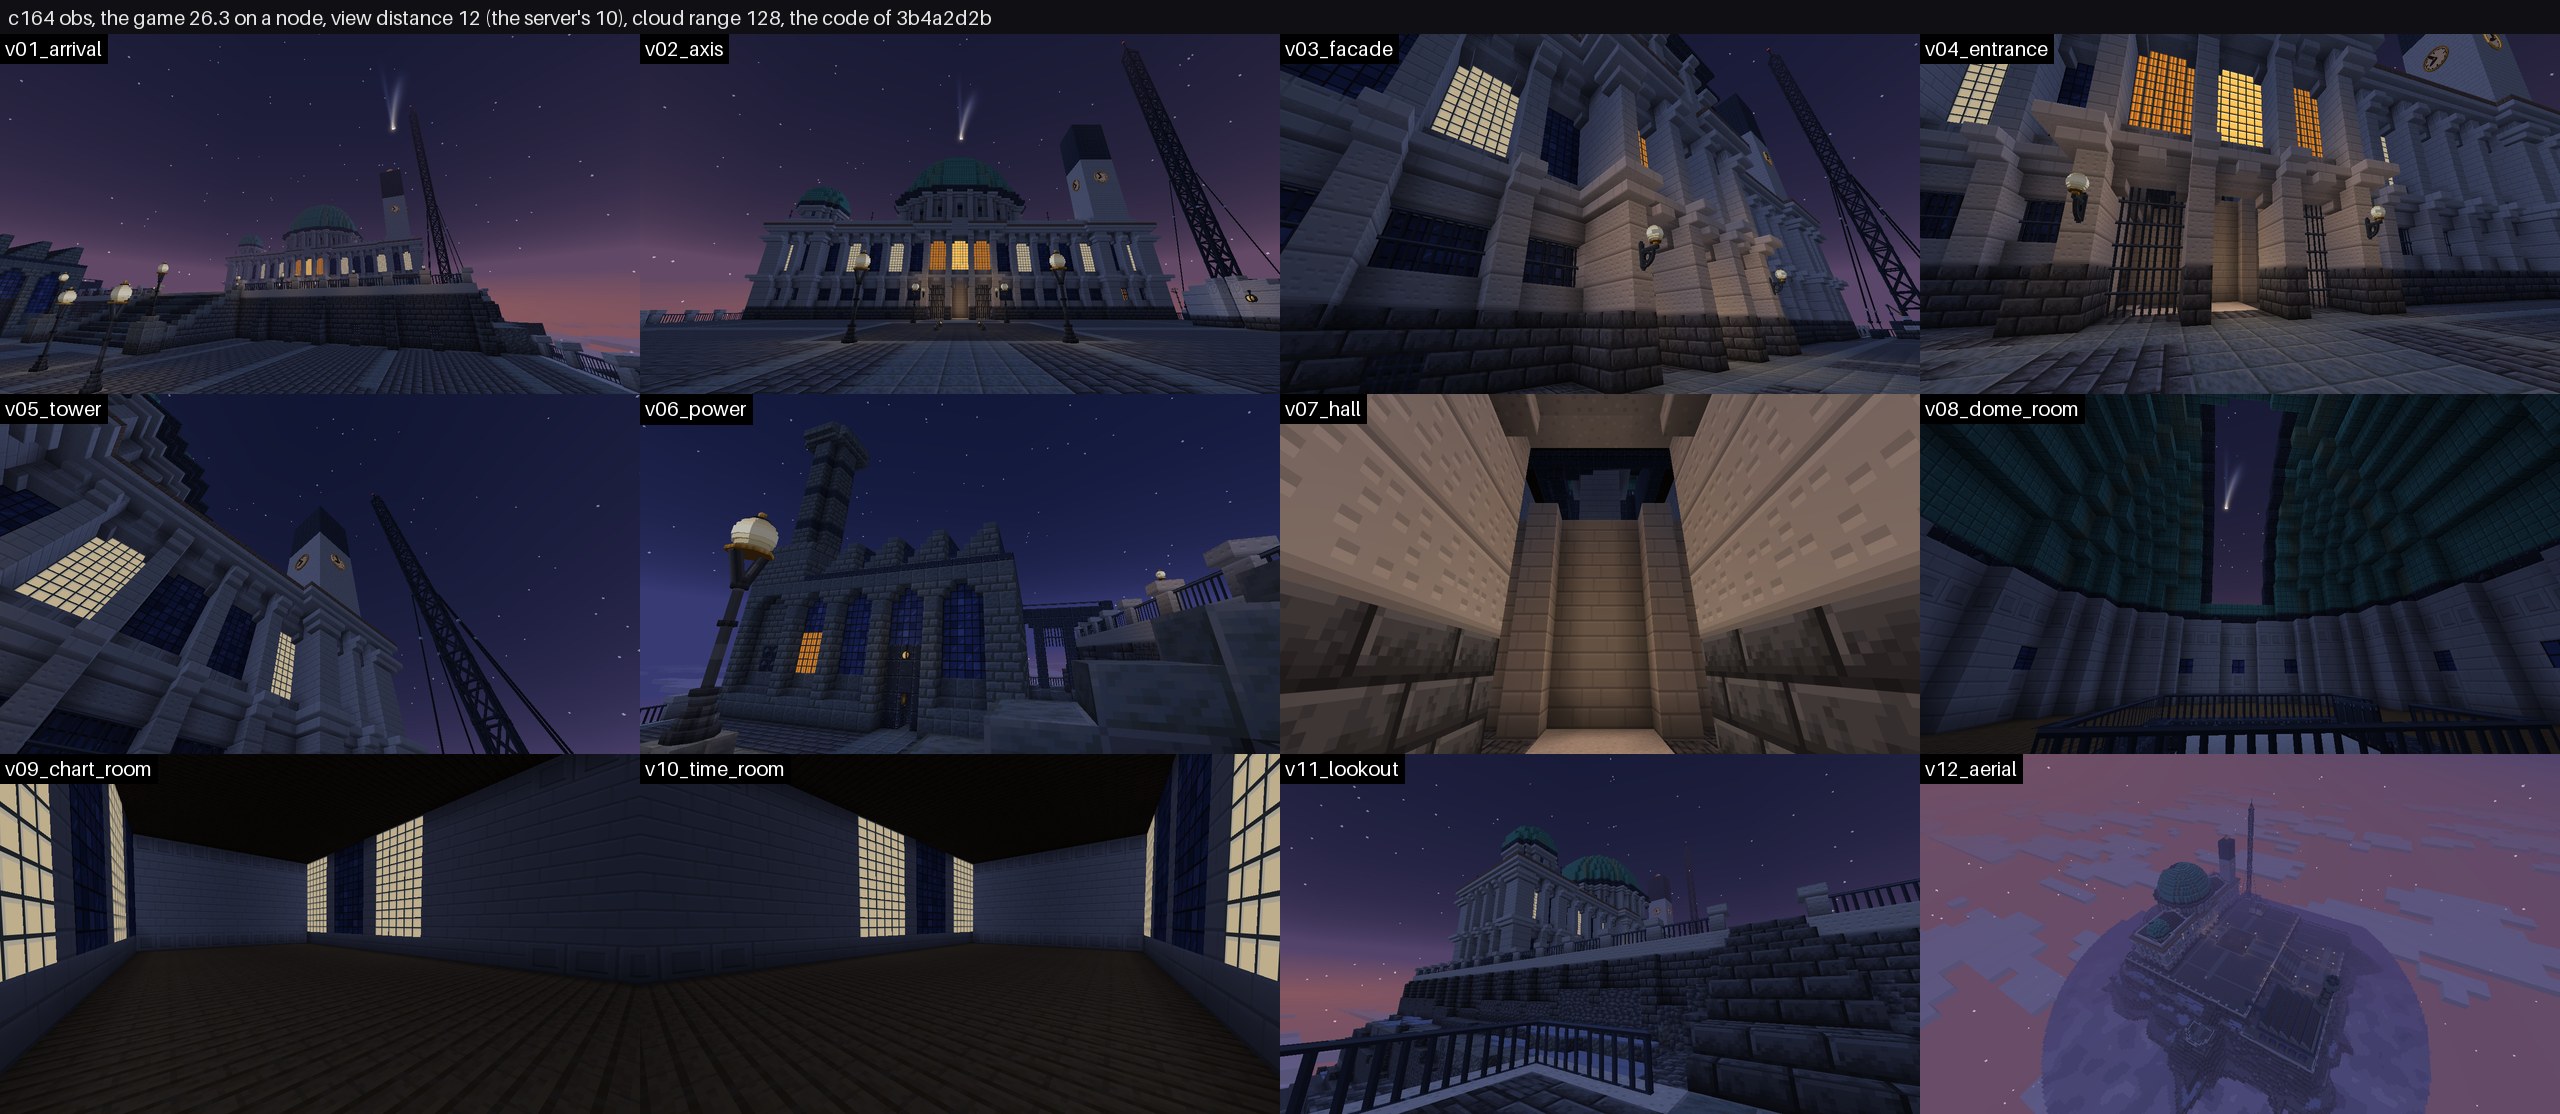 c164 obs, the game 26.3 on a node, view distance 12 (the server's 10), cloud range 128, the code of 3b4a2d2b
v01_arrival
v02_axis
v03_facade
v04_entrance
v05_tower
v06_power
v07_hall
v08_dome_room
v09_chart_room
v10_time_room
v11_lookout
v12_aerial